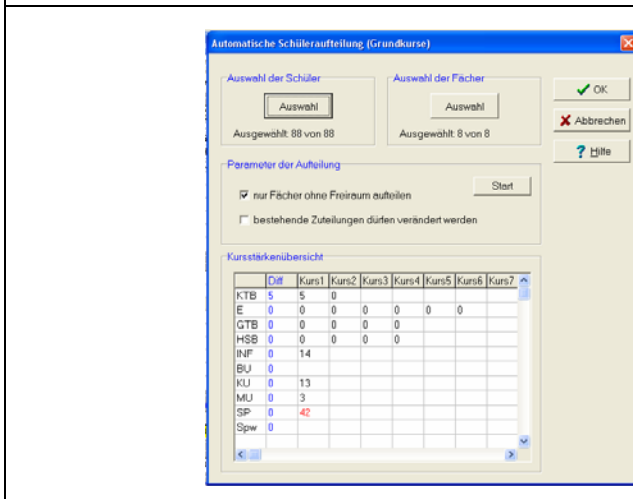 Automatische Schüleraufteilung (Grundkurse)
Auswahl der Schüler
Auswahl
Ausgewählt: 88 von 88
Auswahl der Fächer
Auswahl
Ausgewählt: 8 von 8
OK
Abbrechen
Hilfe
Parameter der Aufteilung
nur Fächer ohne Freiraum aufteilen
Start
bestehende Zuteilungen dürfen verändert werden
Kursstärkenübersicht
Diff Kurs1 Kurs2 Kurs3 Kurs4 Kurs5 Kurs6 Kurs7
KTB 5 5 0
E 0 0 0 0 0 0 0
GTB 0 0 0 0 0
HSB 0 0 0 0 0
INF 0 14
BU 0
KU 0 13
MU 0 3
SP 0 42
Spw 0